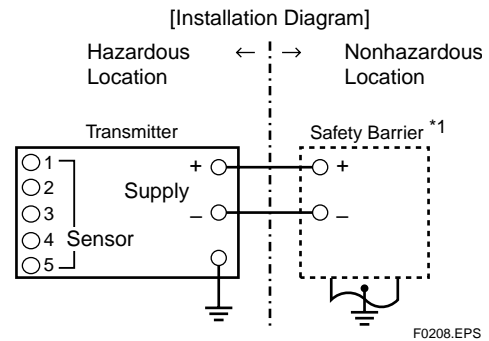 [Installation Diagram]
Hazardous Location
← → Nonhazardous Location
Transmitter
Safety Barrier *1
1
2
3
4
5
Sensor
Supply
+
–
+
–
F0208.EPS